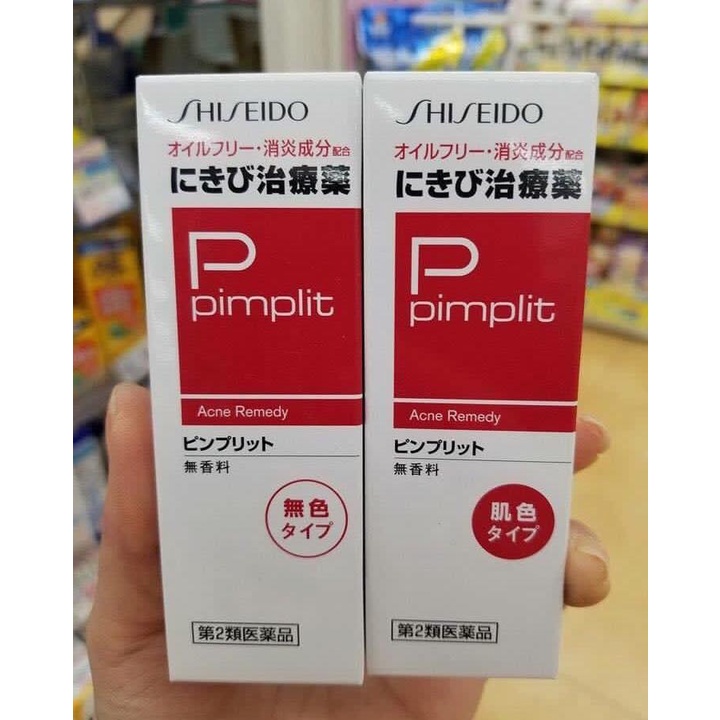 SHISEIDO
オイルフリー・消炎成分配合
にきび治療薬
P
pimplit
Acne Remedy
ピンプリット
無香料
無色
タイプ
第2類医薬品
SHISEIDO
オイルフリー・消炎成分配合
にきび治療薬
P
pimplit
Acne Remedy
ピンプリット
無香料
肌色
タイプ
第2類医薬品